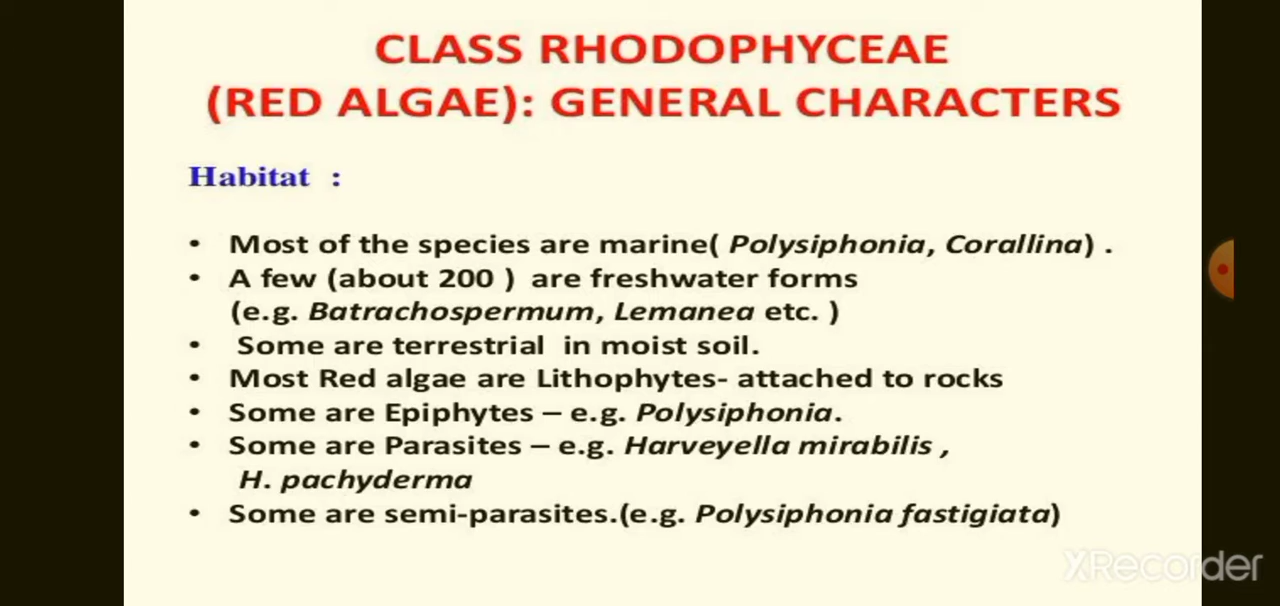 CLASS RHODOPHYCEAE
(RED ALGAE): GENERAL CHARACTERS
Habitat :
• Most of the species are marine( Polysiphonia, Corallina) .
• A few (about 200 ) are freshwater forms
(e.g. Batrachospermum, Lemanea etc. )
• Some are terrestrial in moist soil.
• Most Red algae are Lithophytes- attached to rocks
• Some are Epiphytes – e.g. Polysiphonia.
• Some are Parasites – e.g. Harveyella mirabilis ,
H. pachyderma
• Some are semi-parasites.(e.g. Polysiphonia fastigiata)
XRecorder